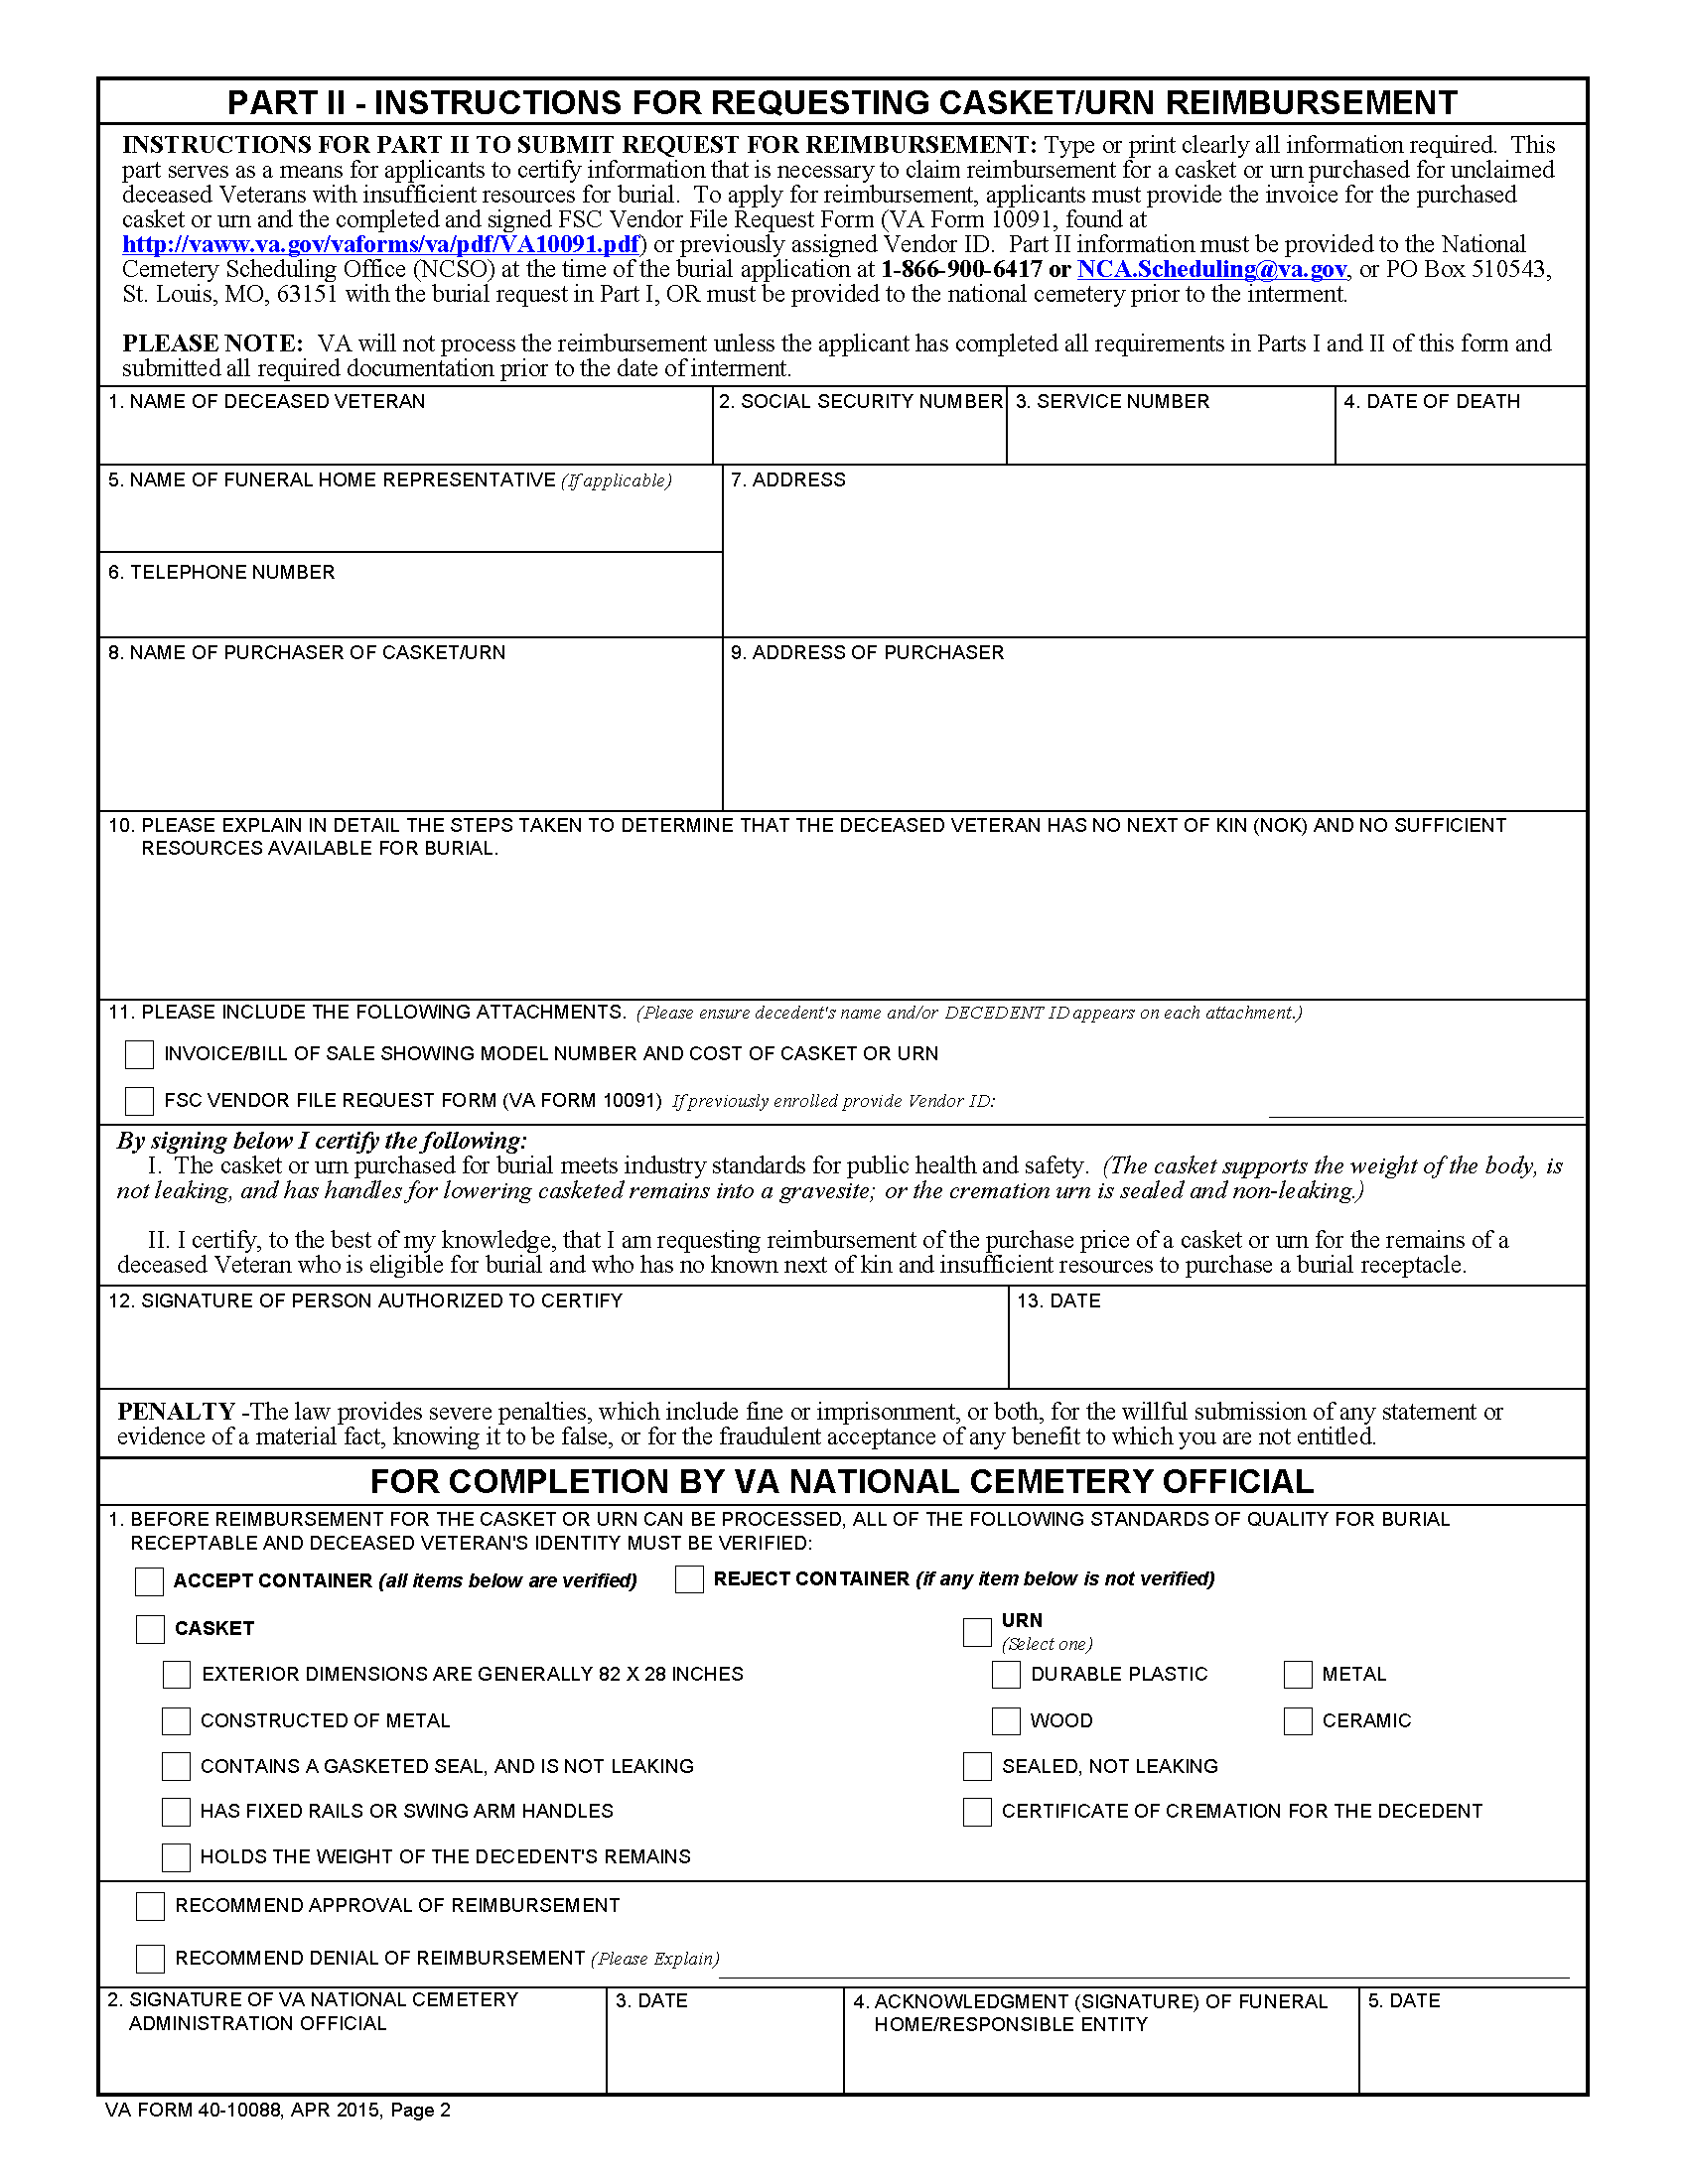 PART II - INSTRUCTIONS FOR REQUESTING CASKET/URN REIMBURSEMENT
INSTRUCTIONS FOR PART II TO SUBMIT REQUEST FOR REIMBURSEMENT: Type or print clearly all information required. This
part serves as a means for applicants to certify information that is necessary to claim reimbursement for a casket or urn purchased for unclaimed
deceased Veterans with insufficient resources for burial. To apply for reimbursement, applicants must provide the invoice for the purchased
casket or urn and the completed and signed FSC Vendor File Request Form (VA Form 10091, found at
http://vaww.va.gov/vaforms/va/pdf/VA10091.pdf) or previously assigned Vendor ID. Part II information must be provided to the National
Cemetery Scheduling Office (NCSO) at the time of the burial application at 1-866-900-6417 or NCA.Scheduling@va.gov, or PO Box 510543,
St. Louis, MO, 63151 with the burial request in Part I, OR must be provided to the national cemetery prior to the interment.
PLEASE NOTE: VA will not process the reimbursement unless the applicant has completed all requirements in Parts I and II of this form and
submitted all required documentation prior to the date of interment.
1. NAME OF DECEASED VETERAN
2. SOCIAL SECURITY NUMBER
3. SERVICE NUMBER
4. DATE OF DEATH
5. NAME OF FUNERAL HOME REPRESENTATIVE (If applicable)
7. ADDRESS
6. TELEPHONE NUMBER
8. NAME OF PURCHASER OF CASKET/URN
9. ADDRESS OF PURCHASER
10. PLEASE EXPLAIN IN DETAIL THE STEPS TAKEN TO DETERMINE THAT THE DECEASED VETERAN HAS NO NEXT OF KIN (NOK) AND NO SUFFICIENT
RESOURCES AVAILABLE FOR BURIAL.
11. PLEASE INCLUDE THE FOLLOWING ATTACHMENTS. (Please ensure decedent's name and/or DECEDENT ID appears on each attachment.)
INVOICE/BILL OF SALE SHOWING MODEL NUMBER AND COST OF CASKET OR URN
FSC VENDOR FILE REQUEST FORM (VA FORM 10091) If previously enrolled provide Vendor ID:
By signing below I certify the following:
I. The casket or urn purchased for burial meets industry standards for public health and safety. (The casket supports the weight of the body, is
not leaking, and has handles for lowering casketed remains into a gravesite; or the cremation urn is sealed and non-leaking.)
II. I certify, to the best of my knowledge, that I am requesting reimbursement of the purchase price of a casket or urn for the remains of a
deceased Veteran who is eligible for burial and who has no known next of kin and insufficient resources to purchase a burial receptacle.
12. SIGNATURE OF PERSON AUTHORIZED TO CERTIFY
13. DATE
PENALTY -The law provides severe penalties, which include fine or imprisonment, or both, for the willful submission of any statement or
evidence of a material fact, knowing it to be false, or for the fraudulent acceptance of any benefit to which you are not entitled.
FOR COMPLETION BY VA NATIONAL CEMETERY OFFICIAL
1. BEFORE REIMBURSEMENT FOR THE CASKET OR URN CAN BE PROCESSED, ALL OF THE FOLLOWING STANDARDS OF QUALITY FOR BURIAL
RECEPTABLE AND DECEASED VETERAN'S IDENTITY MUST BE VERIFIED:
ACCEPT CONTAINER (all items below are verified)
REJECT CONTAINER (if any item below is not verified)
CASKET
URN
(Select one)
EXTERIOR DIMENSIONS ARE GENERALLY 82 X 28 INCHES
DURABLE PLASTIC
METAL
CONSTRUCTED OF METAL
WOOD
CERAMIC
CONTAINS A GASKETED SEAL, AND IS NOT LEAKING
SEALED, NOT LEAKING
HAS FIXED RAILS OR SWING ARM HANDLES
CERTIFICATE OF CREMATION FOR THE DECEDENT
HOLDS THE WEIGHT OF THE DECEDENT'S REMAINS
RECOMMEND APPROVAL OF REIMBURSEMENT
RECOMMEND DENIAL OF REIMBURSEMENT (Please Explain)
2. SIGNATURE OF VA NATIONAL CEMETERY
ADMINISTRATION OFFICIAL
3. DATE
4. ACKNOWLEDGMENT (SIGNATURE) OF FUNERAL
HOME/RESPONSIBLE ENTITY
5. DATE
VA FORM 40-10088, APR 2015, Page 2